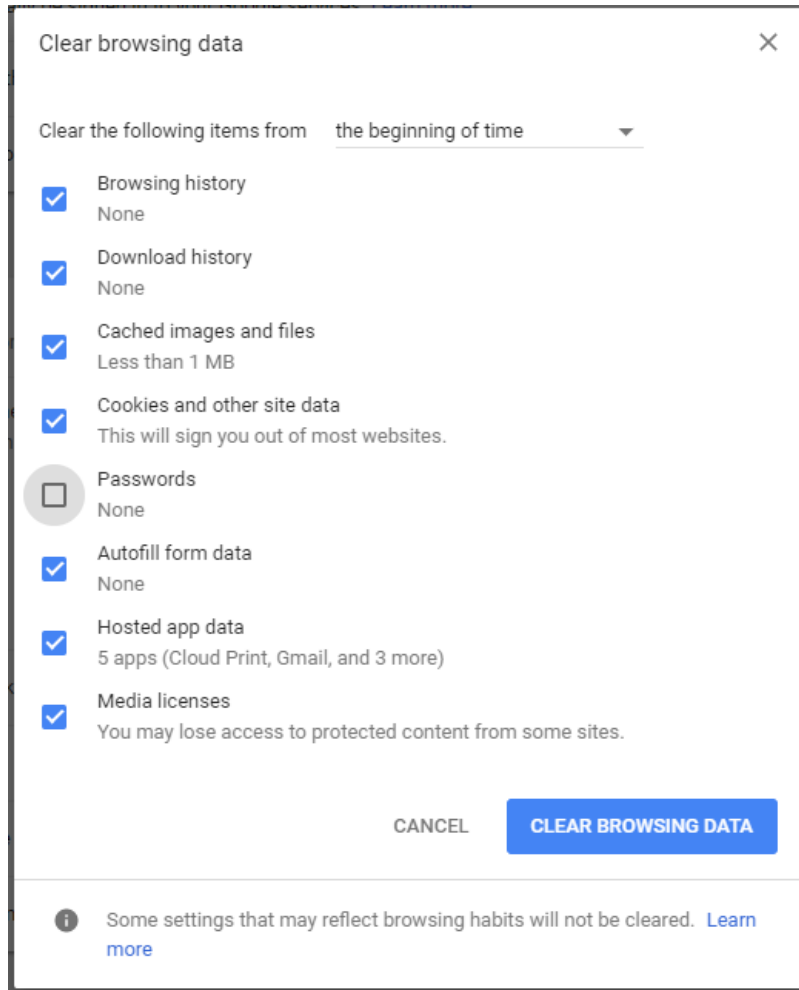 Clear browsing data
Clear the following items from the beginning of time
Browsing history
None
Download history
None
Cached images and files
Less than 1 MB
Cookies and other site data
This will sign you out of most websites.
Passwords
None
Autofill form data
None
Hosted app data
5 apps (Cloud Print, Gmail, and 3 more)
Media licenses
You may lose access to protected content from some sites.
CANCEL CLEAR BROWSING DATA
Some settings that may reflect browsing habits will not be cleared. Learn
more